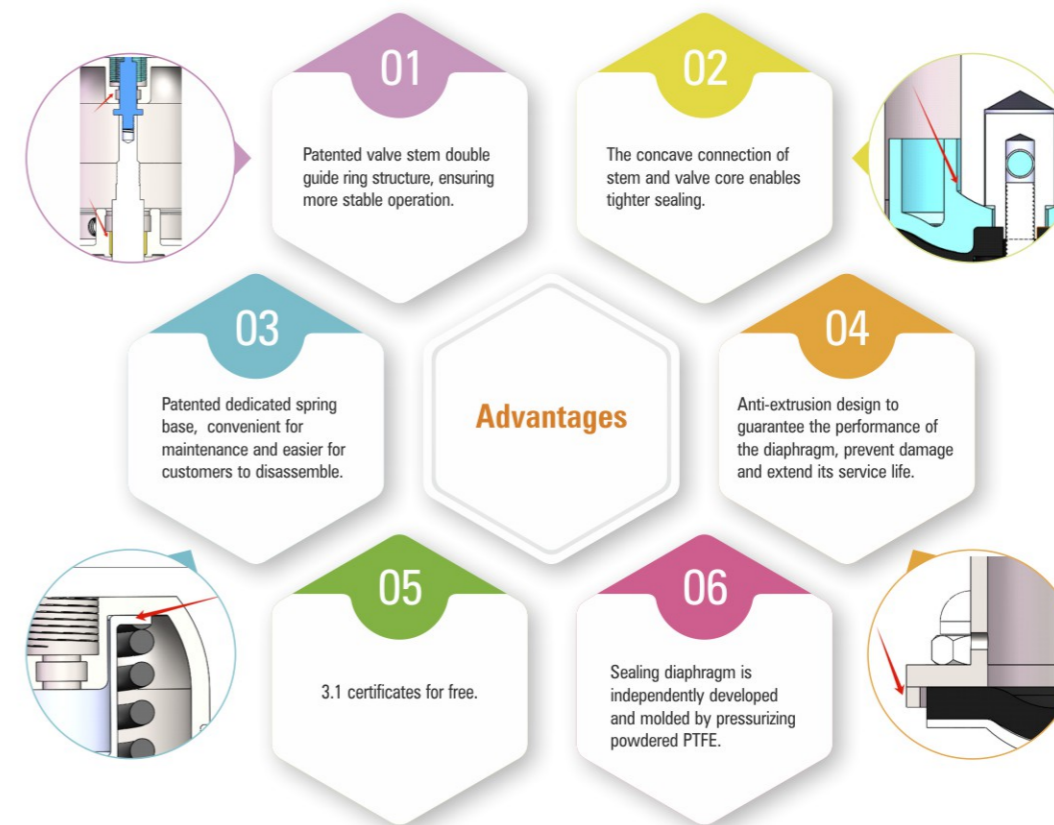 01
Patented valve stem double
guide ring structure, ensuring
more stable operation.
02
The concave connection of
stem and valve core enables
tighter sealing.
03
Patented dedicated spring
base, convenient for
maintenance and easier for
customers to disassemble.
Advantages
04
Anti-extrusion design to
guarantee the performance of
the diaphragm, prevent damage
and extend its service life.
05
3.1 certificates for free.
06
Sealing diaphragm is
independently developed
and molded by pressurizing
powdered PTFE.